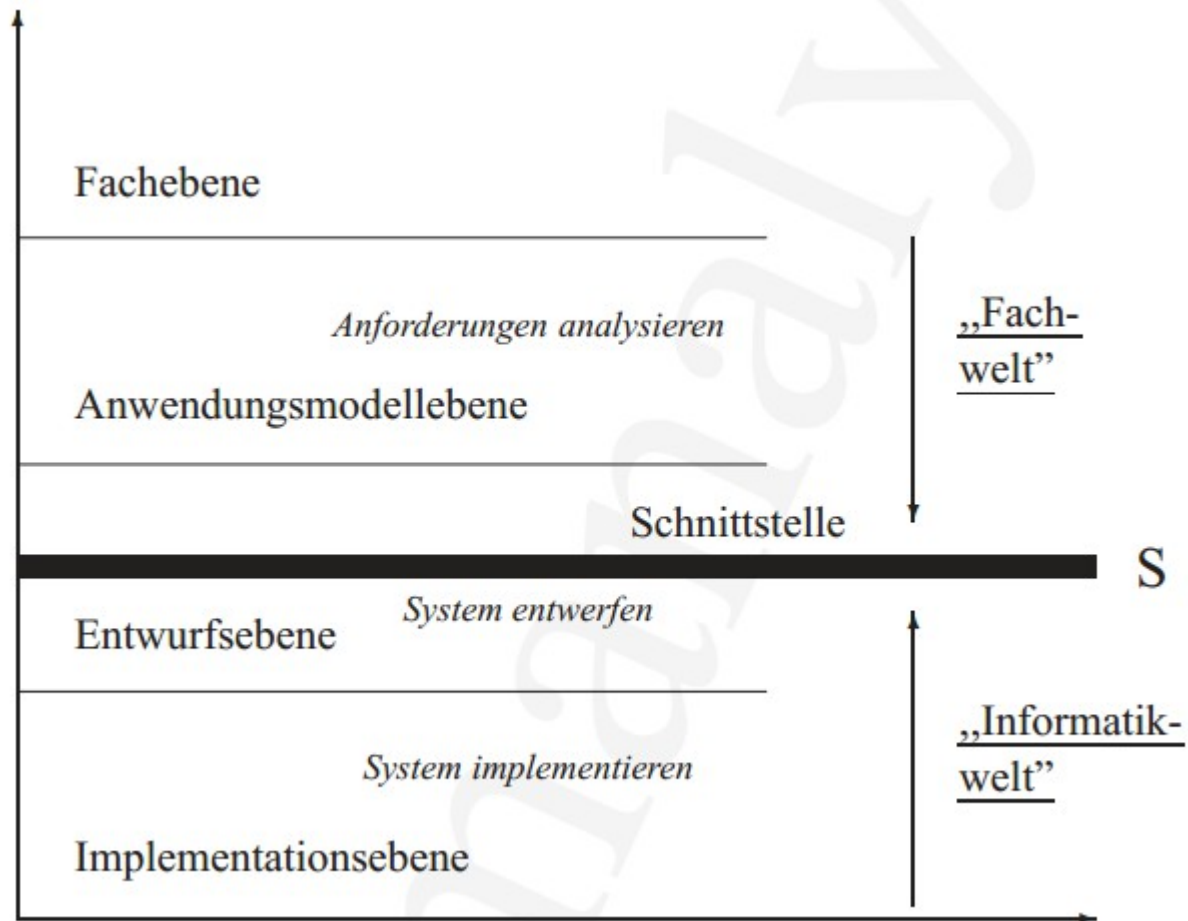 Fachebene
Anforderungen analysieren
„Fach-
welt”
Anwendungsmodellebene
Schnittstelle
S
System entwerfen
Entwurfsebene
„Informatik-
welt”
System implementieren
Implementationsebene